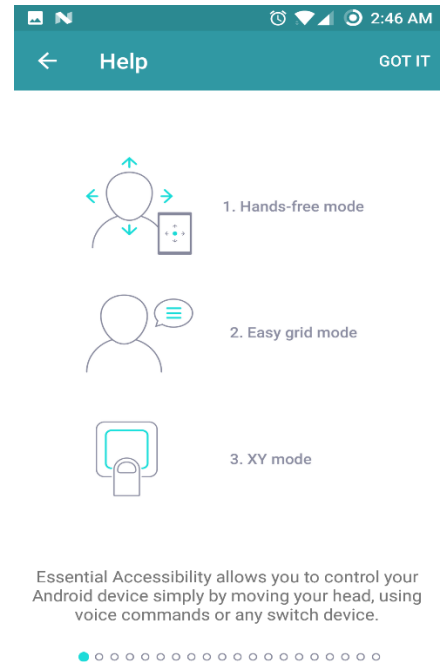 2:46 AM
Help
GOT IT
1. Hands-free mode
2. Easy grid mode
3. XY mode
Essential Accessibility allows you to control your
Android device simply by moving your head, using
voice commands or any switch device.